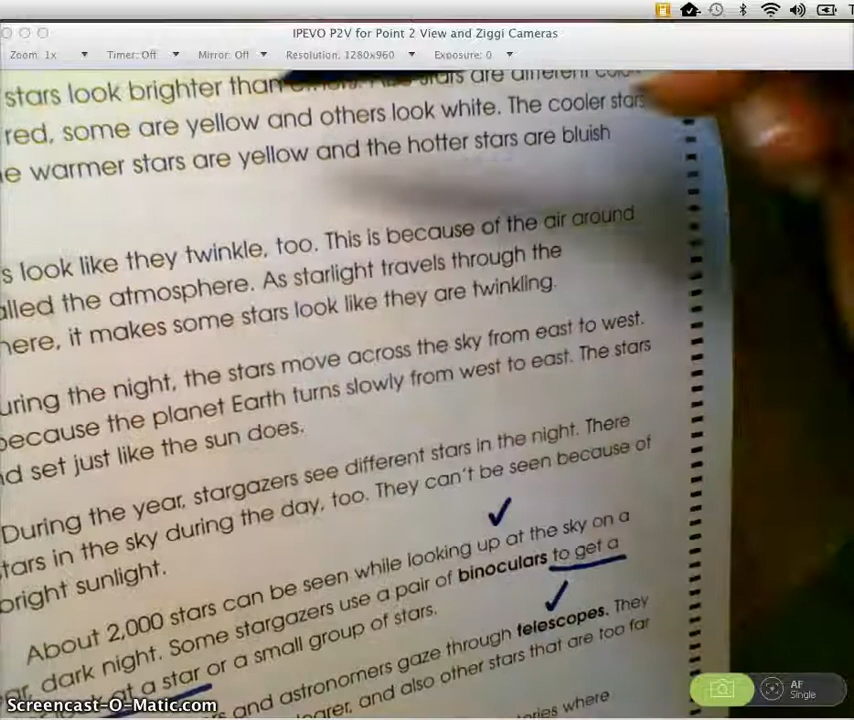 IPEVO P2V for Point 2 View and Ziggi Cameras
Zoom: 1x Timer: Off Mirror: Off Resolution: 1280x960 Exposure: 0
stars look brighter than stars are different
red, some are yellow and others look white. The cooler stars
e warmer stars are yellow and the hotter stars are bluish
s look like they twinkle, too. This is because of the air around
alled the atmosphere. As starlight travels through the
here, it makes some stars look like they are twinkling.
uring the night, the stars move across the sky from east to west.
because the planet Earth turns slowly from west to east. The stars
nd set just like the sun does.
During the year, stargazers see different stars in the night. There
tars in the sky during the day, too. They can't be seen because of
bright sunlight.
About 2,000 stars can be seen while looking up at the sky on a
ar, dark night. Some stargazers use a pair of binoculars to get a
at a star or a small group of stars.
s and astronomers gaze through telescopes. They
earer, and also other stars that are too far
ories where
AF
Single
Screencast-O-Matic.com